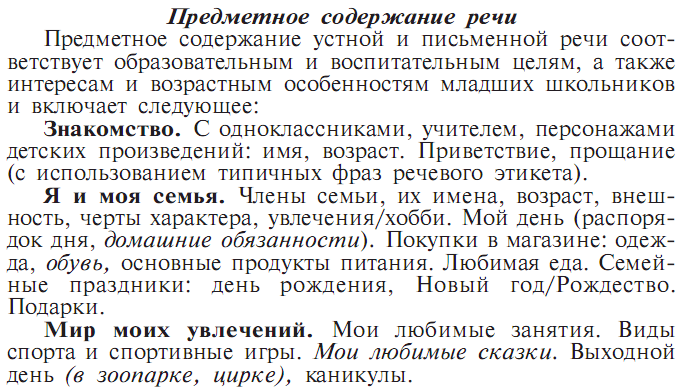 Предметное содержание речи
Предметное содержание устной и письменной речи соот-
ветствует образовательным и воспитательным целям, а также
интересам и возрастным особенностям младших школьников
и включает следующее:
Знакомство. С одноклассниками, учителем, персонажами
детских произведений: имя, возраст. Приветствие, прощание
(с использованием типичных фраз речевого этикета).
Я и моя семья. Члены семьи, их имена, возраст, внеш-
ность, черты характера, увлечения/хобби. Мой день (распоря-
док дня, домашние обязанности). Покупки в магазине: одеж-
да, обувь, основные продукты питания. Любимая еда. Семей-
ные праздники: день рождения, Новый год/Рождество.
Подарки.
Мир моих увлечений. Мои любимые занятия. Виды
спорта и спортивные игры. Мои любимые сказки. Выходной
день (в зоопарке, цирке), каникулы.